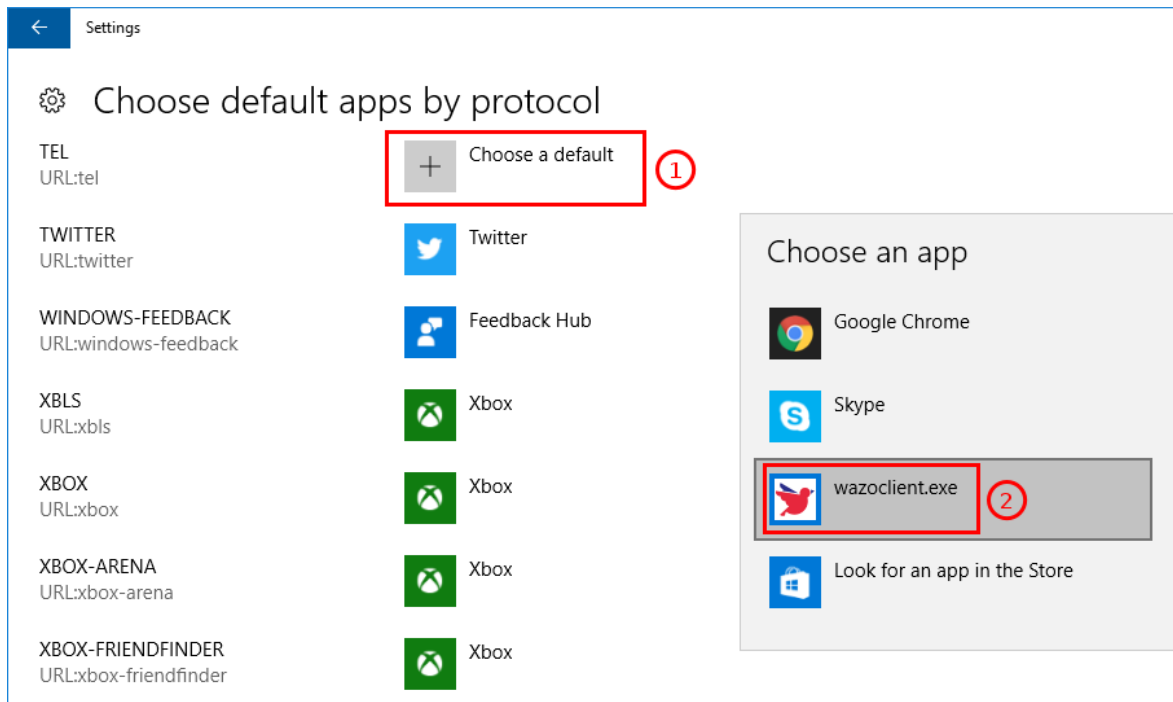 Settings
Choose default apps by protocol
TEL
URL:tel
Choose a default
1
TWITTER
URL:twitter
Twitter
WINDOWS-FEEDBACK
URL:windows-feedback
Feedback Hub
XBLS
URL:xbls
Xbox
XBOX
URL:xbox
Xbox
XBOX-ARENA
URL:xbox-arena
Xbox
XBOX-FRIENDFINDER
URL:xbox-friendfinder
Xbox
Choose an app
Google Chrome
Skype
wazoclient.exe
2
Look for an app in the Store